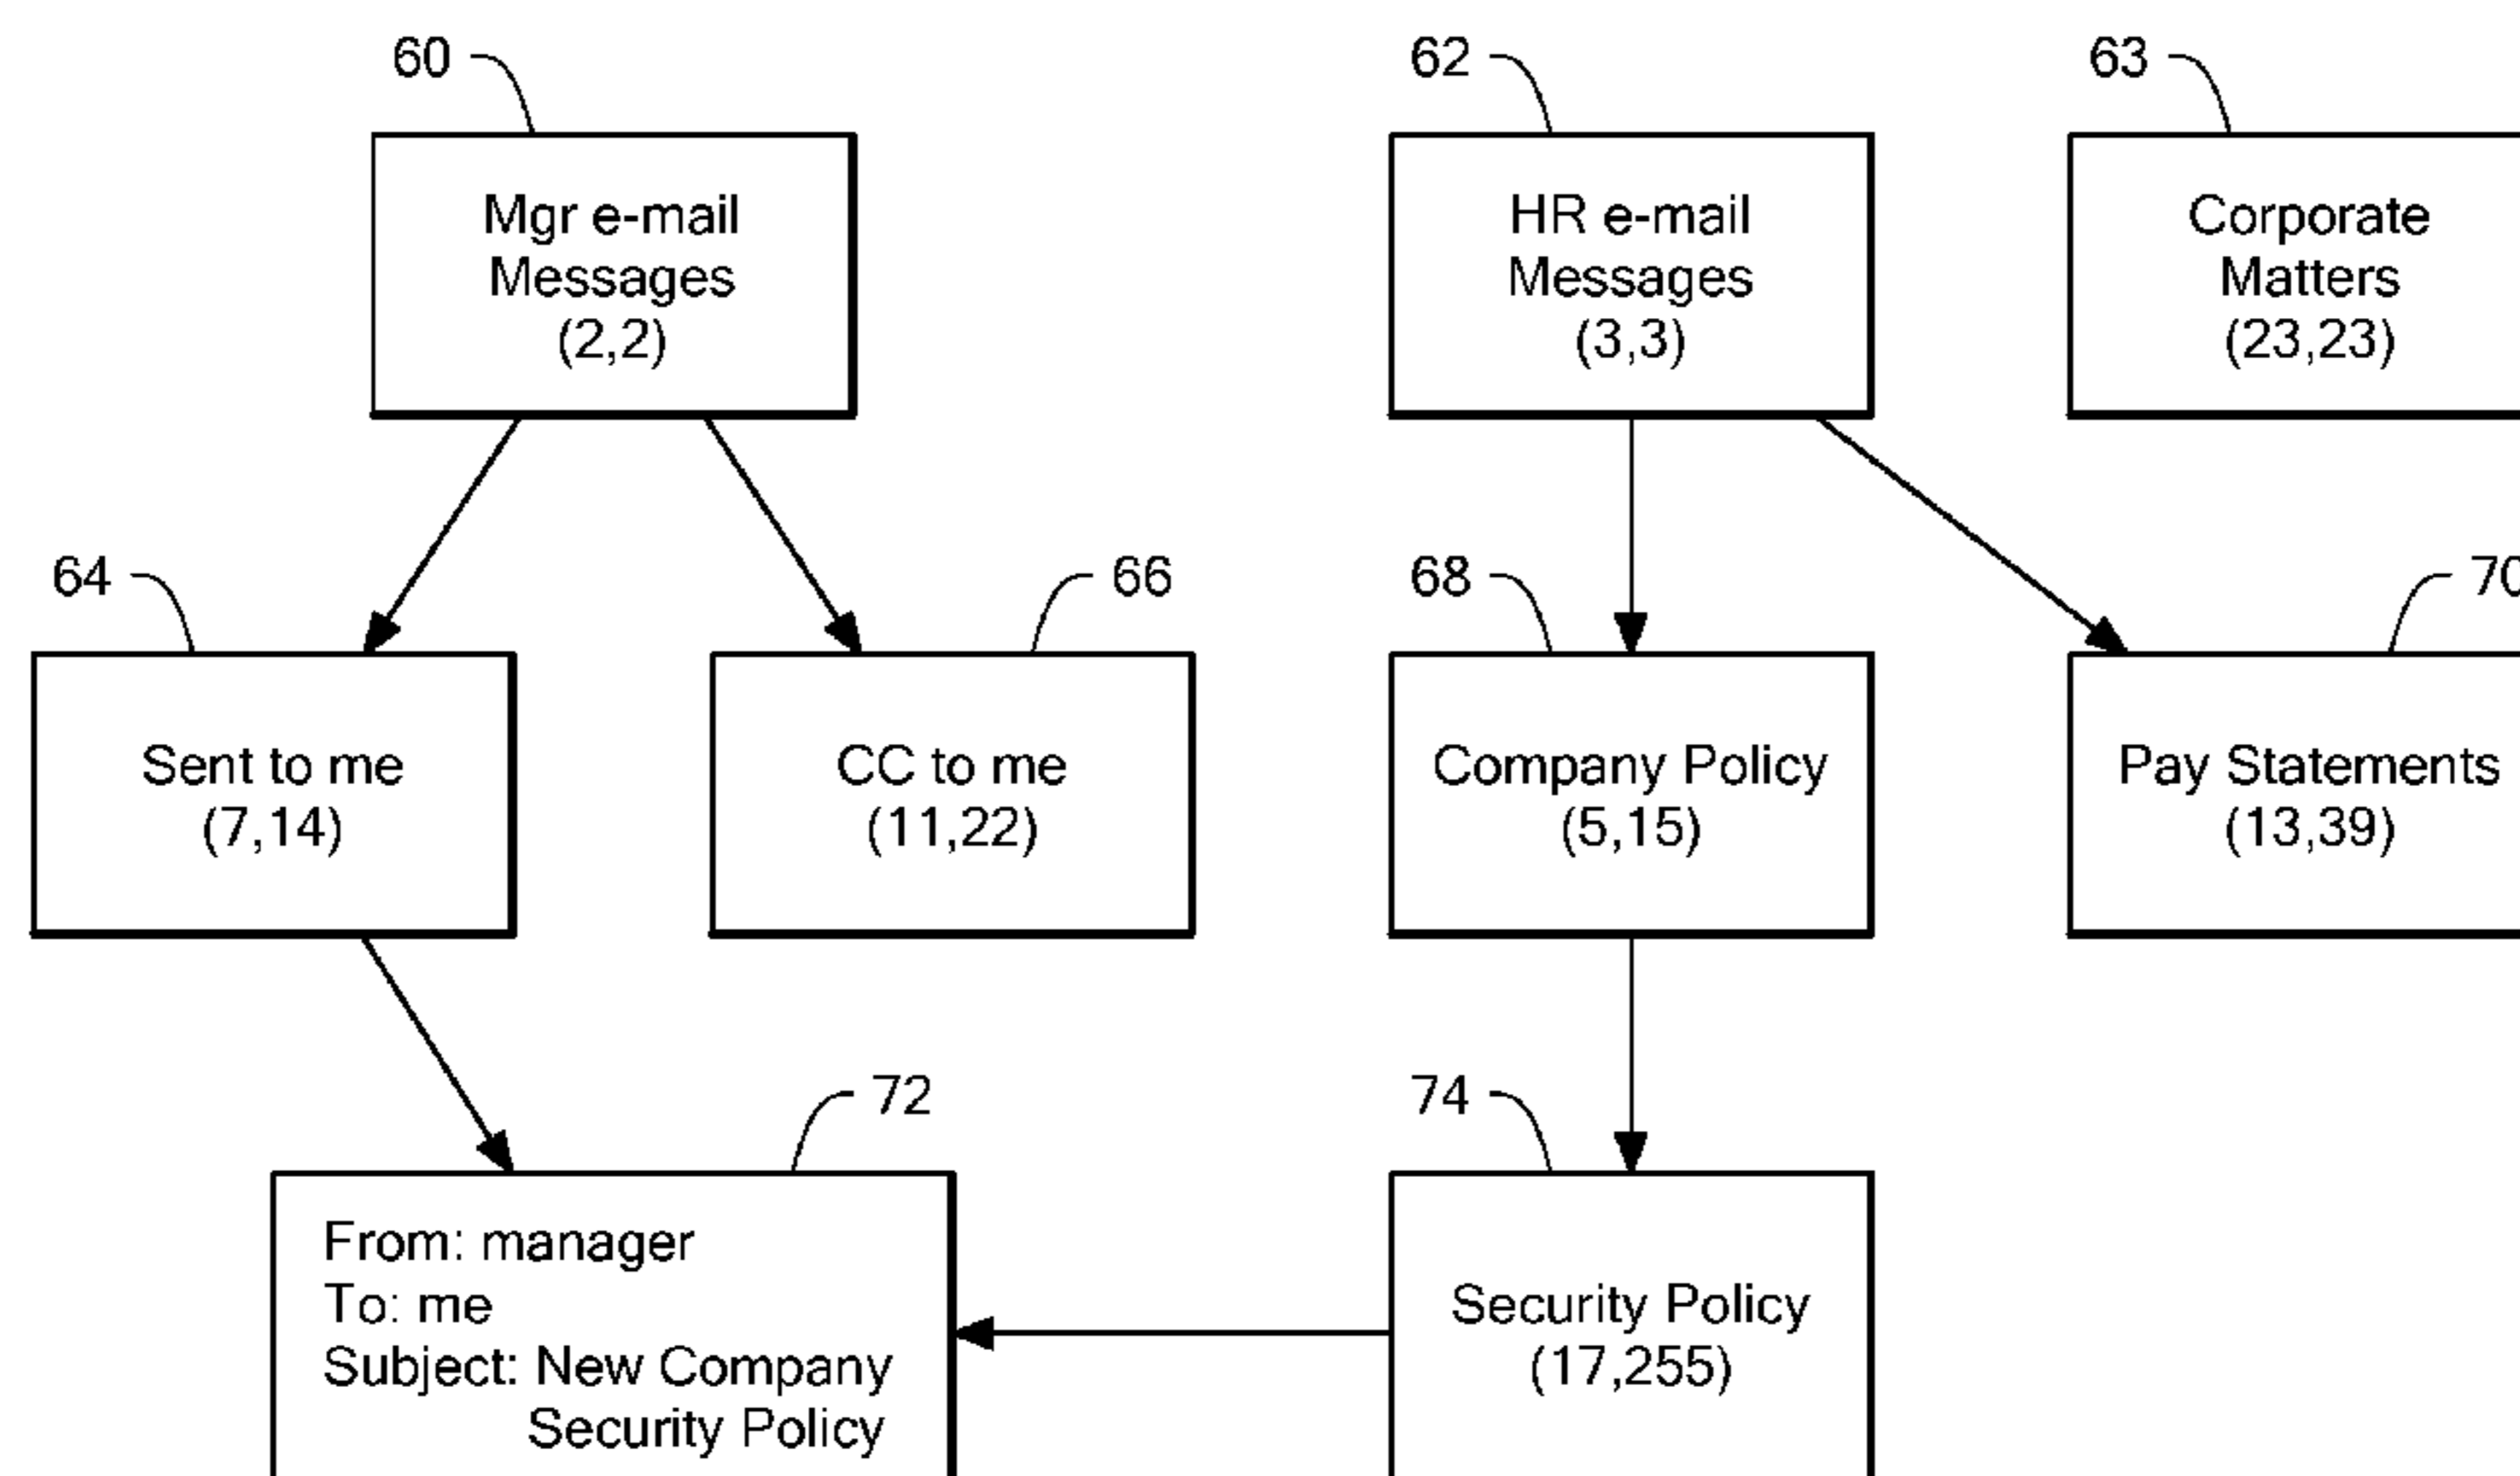 60
62
63
Mgr e-mail
Messages
(2,2)
HR e-mail
Messages
(3,3)
Corporate
Matters
(23,23)
64
66
68
70
Sent to me
(7,14)
CC to me
(11,22)
Company Policy
(5,15)
Pay Statements
(13,39)
72
74
From: manager
To: me
Subject: New Company
Security Policy
Security Policy
(17,255)